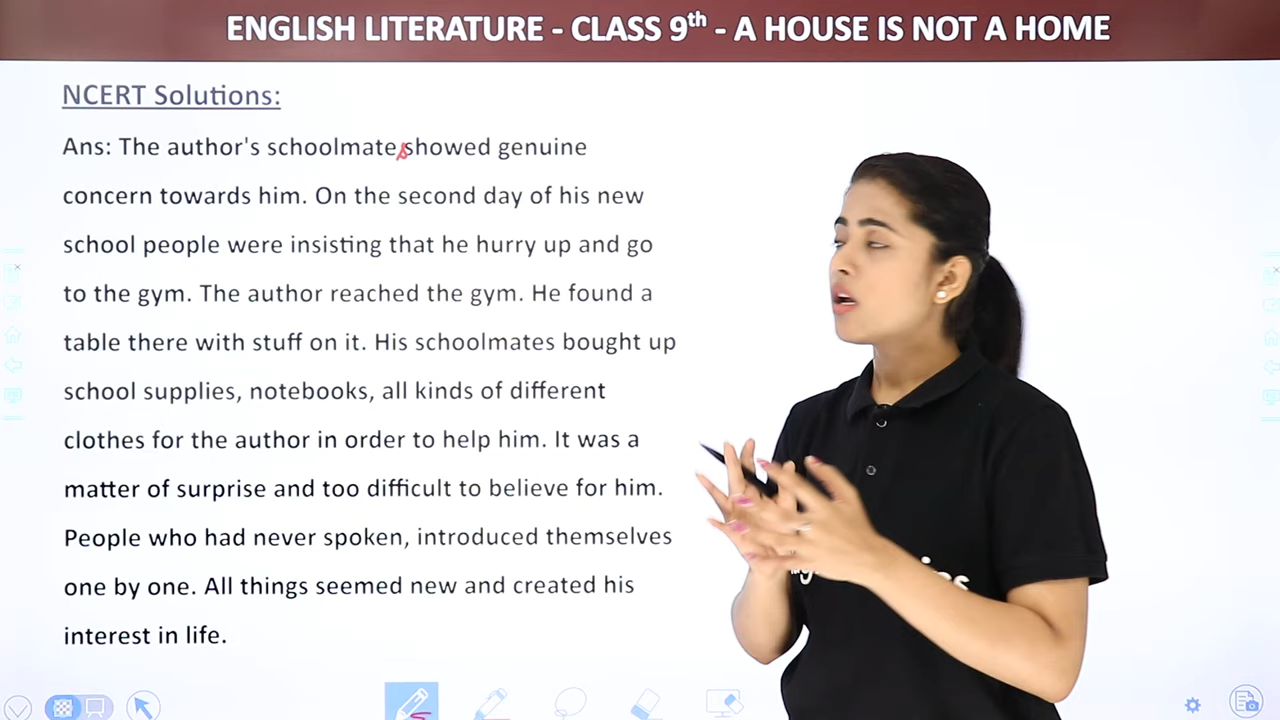 ENGLISH LITERATURE - CLASS 9th - A HOUSE IS NOT A HOME
NCERT Solutions:
Ans: The author's schoolmates showed genuine
concern towards him. On the second day of his new
school people were insisting that he hurry up and go
to the gym. The author reached the gym. He found a
table there with stuff on it. His schoolmates bought up
school supplies, notebooks, all kinds of different
clothes for the author in order to help him. It was a
matter of surprise and too difficult to believe for him.
People who had never spoken, introduced themselves
one by one. All things seemed new and created his
interest in life.